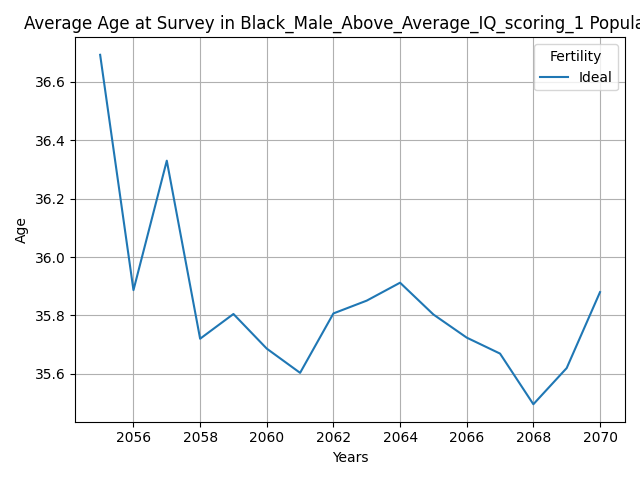 Average Age at Survey in Black_Male_Above_Average_IQ_scoring_1 Popula
Fertility
Ideal
36.6
36.4
36.2
36.0
35.8
35.6
Age
2056 2058 2060 2062 2064 2066 2068 2070
Years